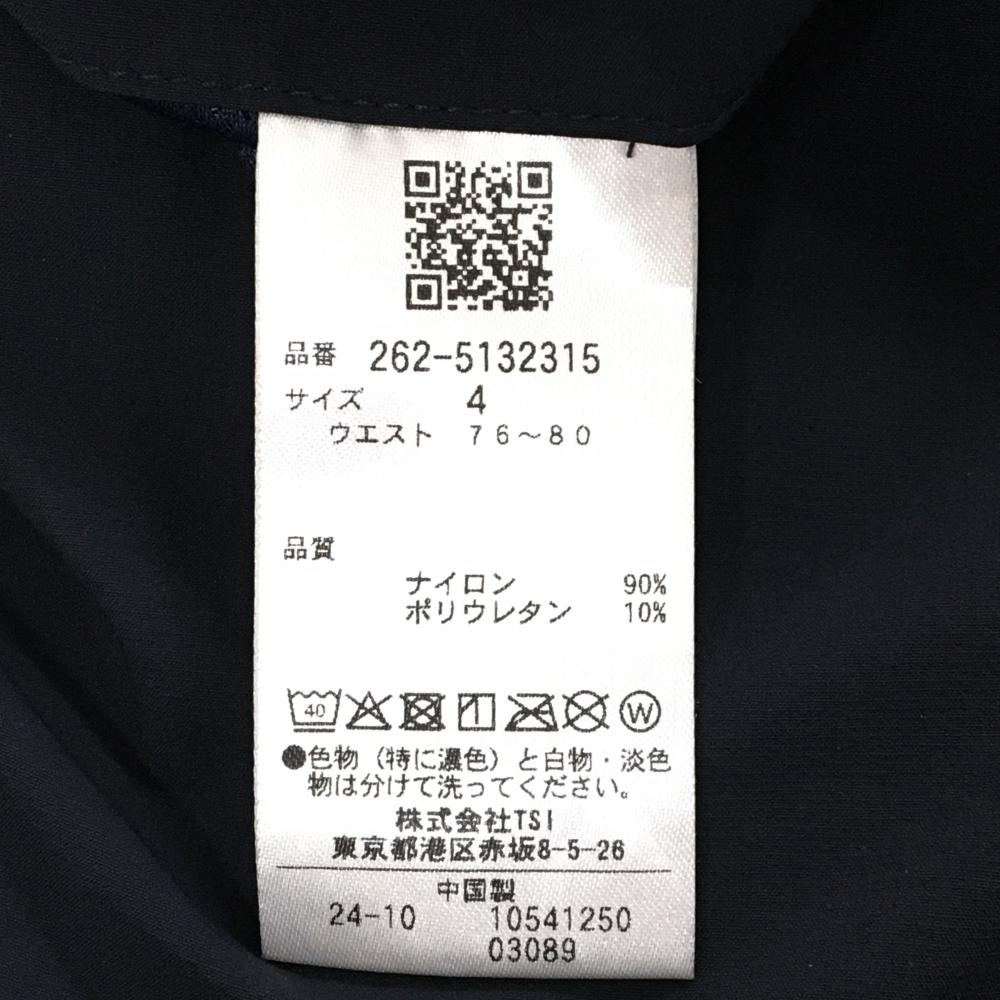 品番 262-5132315
サイズ 4
ウエスト 76～80
品質
ナイロン 90%
ポリウレタン 10%
40 W
●色物（特に濃色）と白物・淡色
物は分けて洗ってください。
株式会社TSI
東京都港区赤坂8-5-26
中国製
24-10 10541250
03089